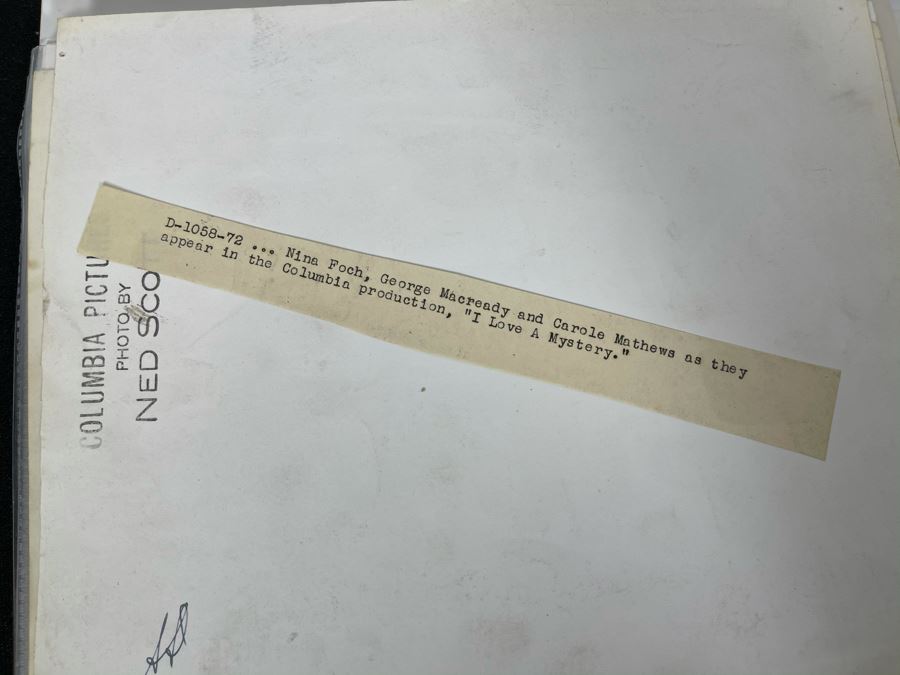 D-1058-72 ... Nina Foch, George Macready and Carole Mathews as they
appear in the Columbia production, "I Love A Mystery."
COLUMBIA PICTU
PHOTO BY
NED SCO